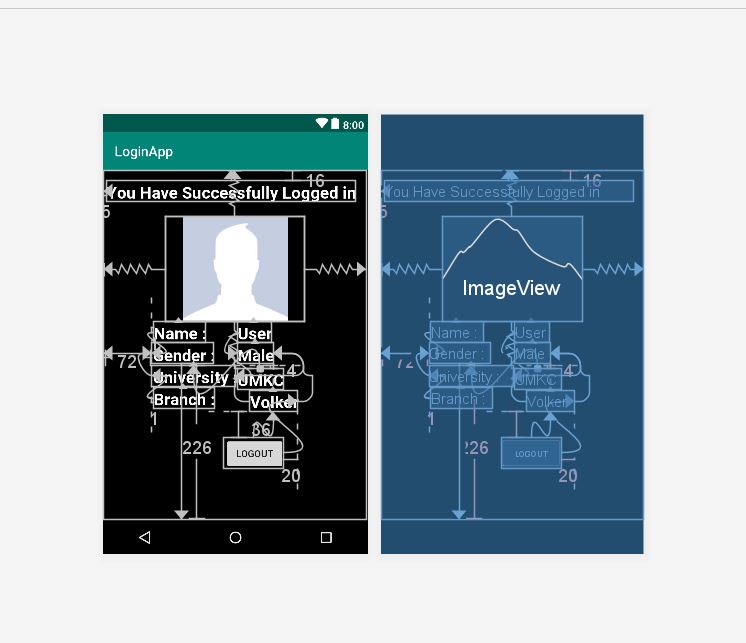 8:00
LoginApp
16
You Have Successfully Logged in
5
Name : User
Gender : Male
72
University : UMKC
4
Branch : Volker
1
36
226
LOGOUT
20
16
You Have Successfully Logged in
5
ImageView
Name : User
Gender : Male
72
University : UMKC
4
Branch : Volker
1
226
LOGOUT
20